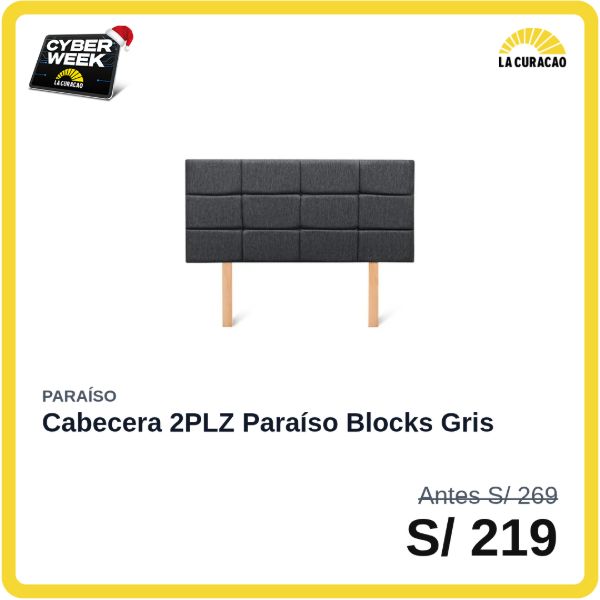 CYBER
WEEK
LA CURACAO
LA CURACAO
PARAÍSO
Cabecera 2PLZ Paraíso Blocks Gris
Antes S/ 269
S/ 219